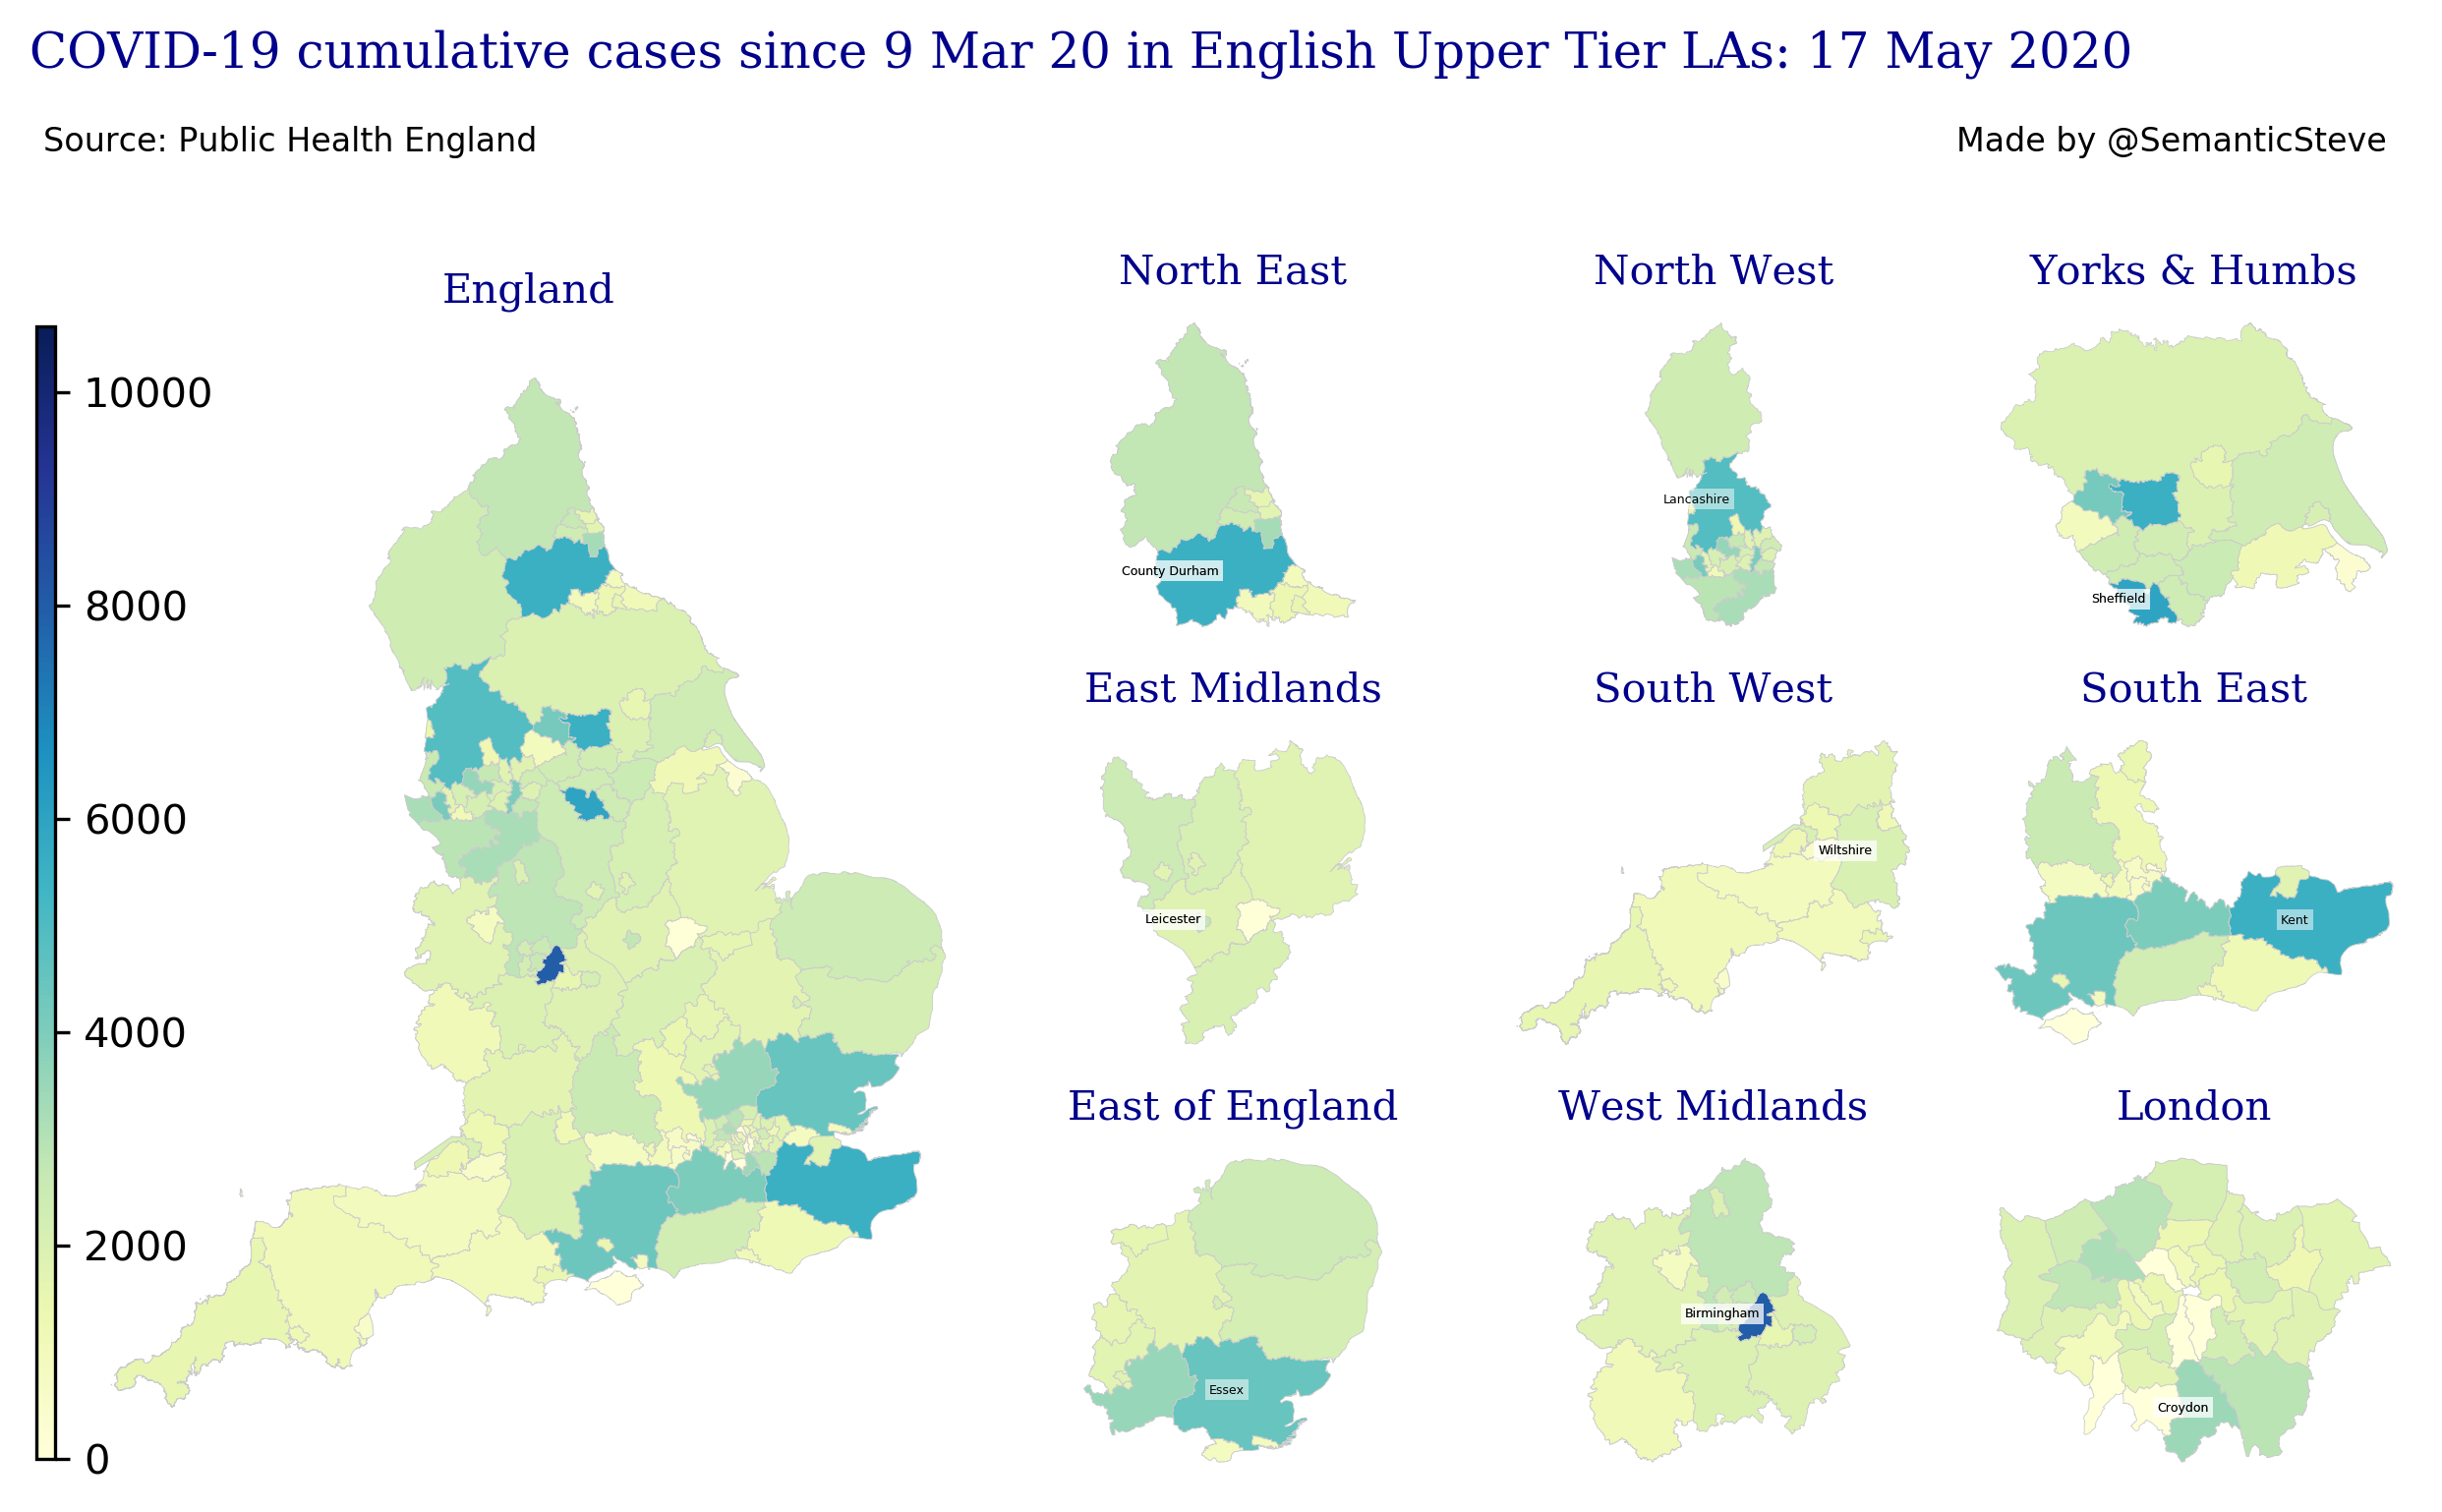 COVID-19 cumulative cases since 9 Mar 20 in English Upper Tier LAs: 17 May 2020
Source: Public Health England
Made by @SemanticSteve
England
10000
8000
6000
4000
2000
0
North East
County Durham
North West
Lancashire
Yorks & Humbs
Sheffield
East Midlands
Leicester
South West
Wiltshire
South East
Kent
East of England
Essex
West Midlands
Birmingham
London
Croydon